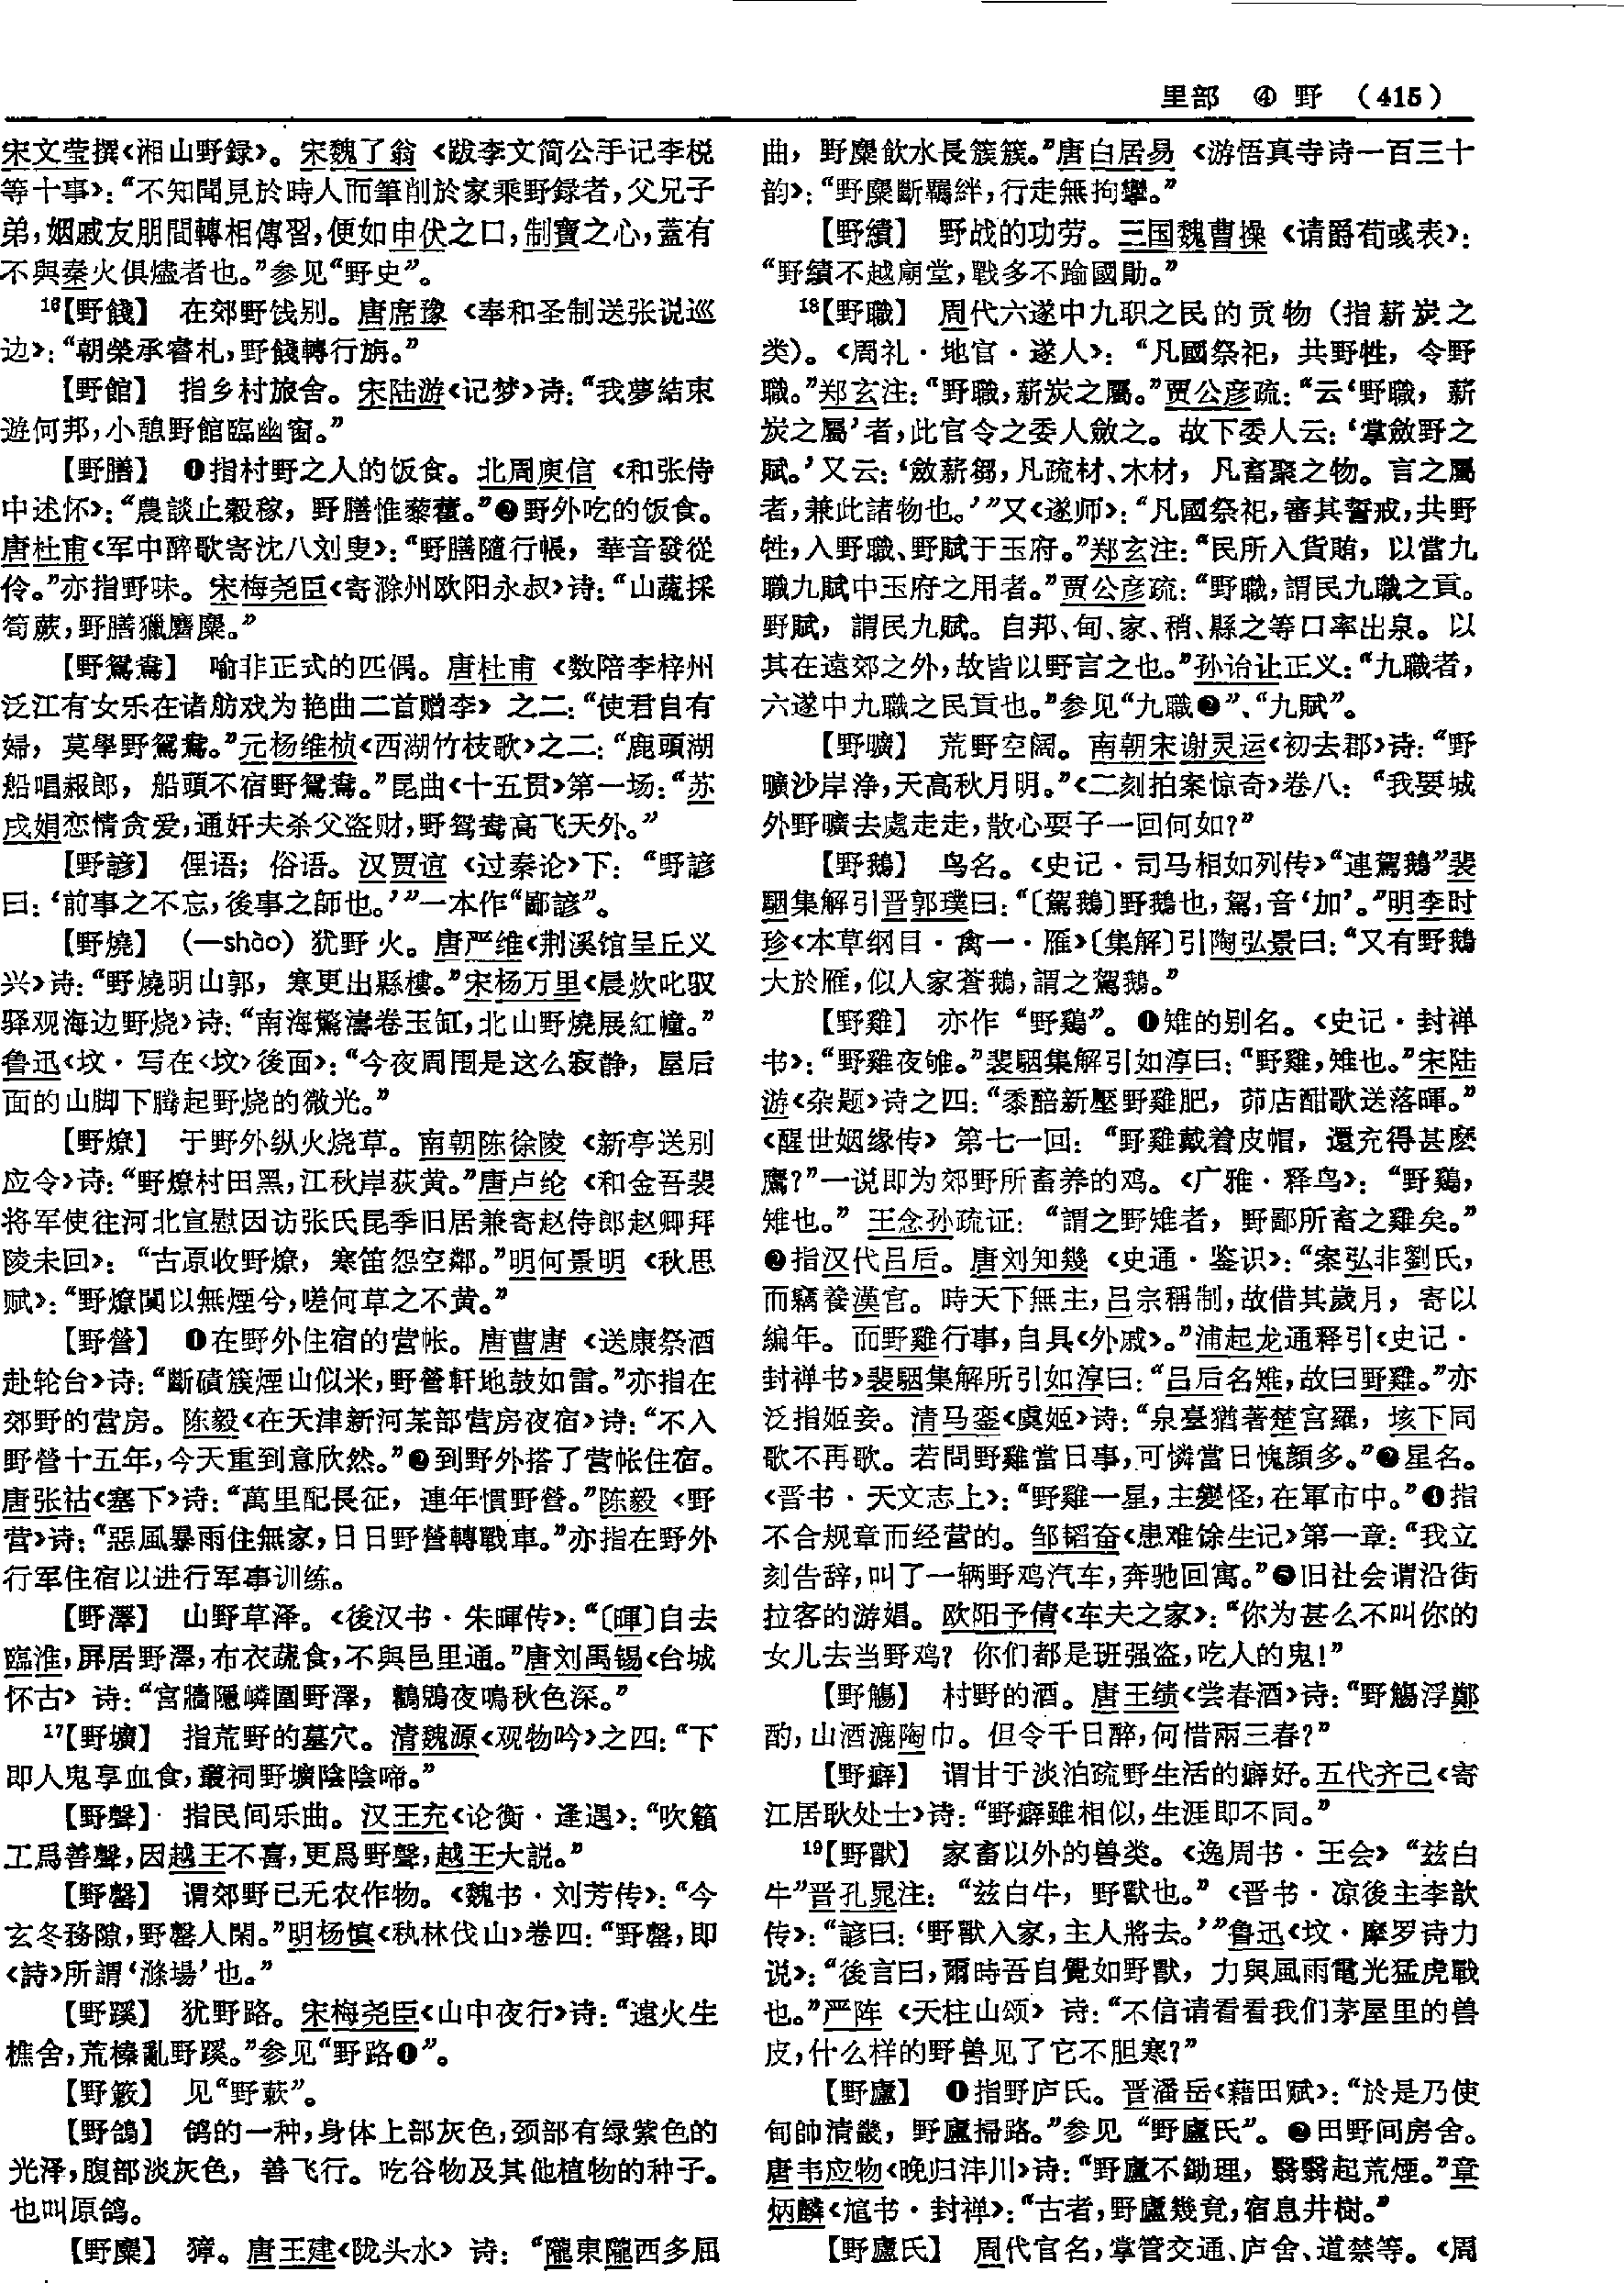 里部 ④ 野 （415）
宋文莹撰《湘山野録》。宋魏了翁《跋李文简公手记李棁
等十事》：“不知聞見於時人而筆削於家乘野録者，父兄子
弟，姻戚友朋間轉相傳習，便如申伏之口，制寶之心，蓋有
不與秦火俱燼者也。”参见“野史”。
16【野餞】 在郊野饯别。唐席豫《奉和圣制送张说巡
边》：“朝榮承睿札，野餞轉行旃。”
【野館】 指乡村旅舍。宋陆游《记梦》诗：“我夢結束
遊何邦，小憩野館臨幽窗。”
【野膳】 ❶指村野之人的饭食。北周庾信《和张侍
中述怀》：“農談止穀稼，野膳惟藜藿。”❷野外吃的饭食。
唐杜甫《军中醉歌寄沈八刘叟》：“野膳隨行帳，華音發從
伶。”亦指野味。宋梅尧臣《寄滁州欧阳永叔》诗：“山蔬採
筍蕨，野膳獵麏麋。”
【野鴛鴦】 喻非正式的匹偶。唐杜甫《数陪李梓州
泛江有女乐在诸舫戏为艳曲二首赠李》之二：“使君自有
婦，莫學野鴛鴦。”元杨维桢《西湖竹枝歌》之二：“鹿頭湖
船唱赧郎，船頭不宿野鴛鴦。”昆曲《十五贯》第一场：“苏
戌娟恋情贪爱，通奸夫杀父盗财，野鸳鸯高飞天外。”
【野諺】 俚语；俗语。汉贾谊《过秦论》下：“野諺
曰：‘前事之不忘，後事之師也。’”一本作“鄙諺”。
【野燒】 （—shào）犹野火。唐严维《荆溪馆呈丘义
兴》诗：“野燒明山郭，寒更出縣樓。”宋杨万里《晨炊叱驭
驿观海边野烧》诗：“南海驚濤卷玉缸，北山野燒展紅幢。”
鲁迅《坟·写在〈坟〉後面》：“今夜周围是这么寂静，屋后
面的山脚下腾起野烧的微光。”
【野燎】 于野外纵火烧草。南朝陈徐陵《新亭送别
应令》诗：“野燎村田黑，江秋岸荻黄。”唐卢纶《和金吾裴
将军使往河北宣慰因访张氏昆季旧居兼寄赵侍郎赵卿拜
陵未回》：“古原收野燎，寒笛怨空鄰。”明何景明《秋思
赋》：“野燎闃以無煙兮，嗟何草之不黄。”
【野營】 ❶在野外住宿的营帐。唐曹唐《送康祭酒
赴轮台》诗：“斷磧簇煙山似米，野營軒地鼓如雷。”亦指在
郊野的营房。陈毅《在天津新河某部营房夜宿》诗：“不入
野營十五年，今天重到意欣然。”❷到野外搭了营帐住宿。
唐张祜《塞下》诗：“萬里配長征，連年慣野營。”陈毅《野
营》诗：“惡風暴雨住無家，日日野營轉戰車。”亦指在野外
行军住宿以进行军事训练。
【野澤】 山野草泽。《後汉书·朱暉传》：“〔暉〕自去
臨淮，屏居野澤，布衣蔬食，不與邑里通。”唐刘禹锡《台城
怀古》诗：“宮牆隱嶙圍野澤，鸛鶂夜鳴秋色深。”
17【野壙】 指荒野的墓穴。清魏源《观物吟》之四：“下
即人鬼享血食，叢祠野壙陰陰啼。”
【野聲】 指民间乐曲。汉王充《论衡·逢遇》：“吹籟
工爲善聲，因越王不喜，更爲野聲，越王大説。”
【野罄】 谓郊野已无农作物。《魏书·刘芳传》：“今
玄冬務隙，野罄人閑。”明杨慎《秇林伐山》卷四：“野罄，即
《詩》所謂‘滌場’也。”
【野蹊】 犹野路。宋梅尧臣《山中夜行》诗：“遠火生
樵舍，荒榛亂野蹊。”参见“野路❶”。
【野簌】 见“野蔌”。
【野鴿】 鸽的一种，身体上部灰色，颈部有绿紫色的
光泽，腹部淡灰色，善飞行。吃谷物及其他植物的种子。
也叫原鸽。
【野麋】 獐。唐王建《陇头水》诗：“隴東隴西多屈
曲，野麋飲水長簇簇。”唐白居易《游悟真寺诗一百三十
韵》：“野麋斷羈絆，行走無拘攣。”
【野績】 野战的功劳。三国魏曹操《请爵荀彧表》：
“野績不越廟堂，戰多不踰國勛。”
18【野職】 周代六遂中九职之民的贡物（指薪炭之
类）。《周礼·地官·遂人》：“凡國祭祀，共野牲，令野
職。”郑玄注：“野職，薪炭之屬。”贾公彦疏：“云‘野職，薪
炭之屬’者，此官令之委人斂之。故下委人云：‘掌斂野之
賦。’又云：‘斂薪芻，凡疏材、木材，凡畜聚之物。言之屬
者，兼此諸物也。’”又《遂师》：“凡國祭祀，審其誓戒，共野
牲，入野職、野賦于玉府。”郑玄注：“民所入貨賄，以當九
職九賦中玉府之用者。”贾公彦疏：“野職，謂民九職之貢。
野賦，謂民九賦。自邦、甸、家、稍、縣之等口率出泉。以
其在遠郊之外，故皆以野言之也。”孙诒让正义：“九職者，
六遂中九職之民貢也。”参见“九職❷”、“九賦”。
【野曠】 荒野空阔。南朝宋谢灵运《初去郡》诗：“野
曠沙岸浄，天高秋月明。”《二刻拍案惊奇》卷八：“我要城
外野曠去處走走，散心耍子一回何如？”
【野鵝】 鸟名。《史记·司马相如列传》“連駕鵝”裴
駰集解引晋郭璞曰：“〔駕鵝〕野鵝也，駕，音‘加’。”明李时
珍《本草纲目·禽一·雁》〔集解〕引陶弘景曰：“又有野鵝
大於雁，似人家蒼鵝，謂之駕鵝。”
【野雞】 亦作“野鷄”。❶雉的别名。《史记·封禅
书》：“野雞夜雊。”裴駰集解引如淳曰：“野雞，雉也。”宋陆
游《杂题》诗之四：“黍醅新壓野雞肥，茆店酣歌送落暉。”
《醒世姻缘传》第七一回：“野雞戴着皮帽，還充得甚麽
鷹？”一说即为郊野所畜养的鸡。《广雅·释鸟》：“野鷄，
雉也。” 王念孙疏证：“謂之野雉者，野鄙所畜之雞矣。”
❷指汉代吕后。唐刘知幾《史通·鉴识》：“案弘非劉氏，
而竊養漢宫。時天下無主，吕宗稱制，故借其歲月，寄以
編年。而野雞行事，自具《外戚》。”浦起龙通释引《史记·
封禅书》裴駰集解所引如淳曰：“吕后名雉，故曰野雞。”亦
泛指姬妾。清马銮《虞姬》诗：“泉臺猶著楚宫羅，垓下同
歌不再歌。若問野雞當日事，可憐當日愧顏多。”❸星名。
《晋书·天文志上》：“野雞一星，主變怪，在軍市中。”❹指
不合规章而经营的。邹韬奋《患难馀生记》第一章：“我立
刻告辞，叫了一辆野鸡汽车，奔驰回寓。”❺旧社会谓沿街
拉客的游娼。欧阳予倩《车夫之家》：“你为甚么不叫你的
女儿去当野鸡？你们都是班强盗，吃人的鬼！”
【野觴】 村野的酒。唐王绩《尝春酒》诗：“野觴浮鄭
酌，山酒漉陶巾。但令千日醉，何惜兩三春？”
【野癖】 谓甘于淡泊疏野生活的癖好。五代齐己《寄
江居耿处士》诗：“野癖雖相似，生涯即不同。”
19【野獸】 家畜以外的兽类。《逸周书·王会》“兹白
牛”晋孔晁注：“兹白牛，野獸也。”《晋书·凉後主李歆
传》：“諺曰：‘野獸入家，主人將去。’”鲁迅《坟·摩罗诗力
说》：“後言曰，爾時吾自覺如野獸，力與風雨電光猛虎戰
也。”严阵《天柱山颂》诗：“不信请看看我们茅屋里的兽
皮，什么样的野兽见了它不胆寒？”
【野廬】 ❶指野庐氏。晋潘岳《藉田赋》：“於是乃使
甸帥清畿，野廬掃路。”参见“野廬氏”。❷田野间房舍。
唐韦应物《晚归沣川》诗：“野廬不鋤理，翳翳起荒煙。”章
炳麟《訄书·封禅》：“古者，野廬幾竟，宿息井樹。”
【野廬氏】 周代官名，掌管交通、庐舍、道禁等。《周